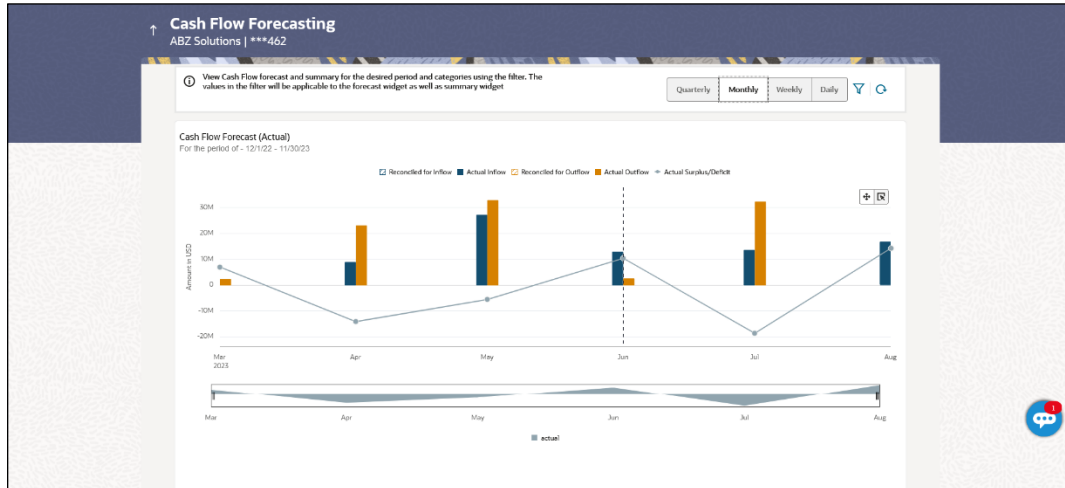 Cash Flow Forecasting
ABZ Solutions | ***462
View Cash Flow forecast and summary for the desired period and categories using the filter. The
values in the filter will be applicable to the forecast widget as well as summary widget
Quarterly Monthly Weekly Daily
Cash Flow Forecast (Actual)
For the period of - 12/1/22 - 11/30/23
Reconciled for Inflow Actual Inflow Reconciled for Outflow Actual Outflow Actual Surplus/Deficit
Amount in USD
30M
20M
10M
0
-10M
-20M
Mar Apr May Jun Jul Aug
2023
Mar Apr May Jun Jul Aug
actual
1